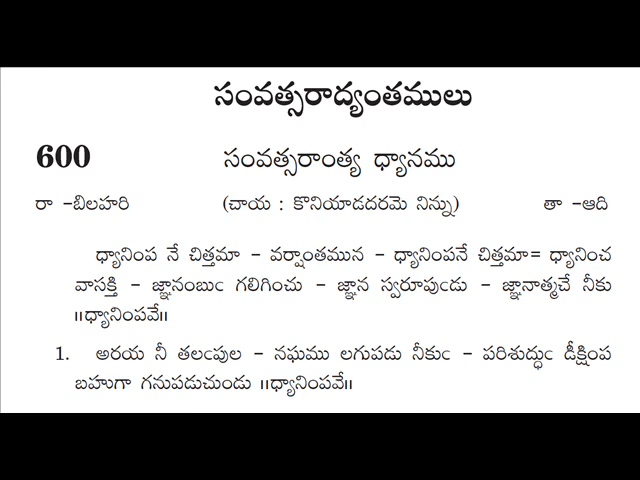 సంవత్సరాద్యంతములు
600 సంవత్సరాంత్య ధ్యానము
రా -బిలహరి (చాయ : కొనియాడదరమె నిన్ను) తా -ఆది
ధ్యానింప నే చిత్తమా - వర్షాంతమున - ధ్యానింపనే చిత్తమా= ధ్యానించ
వాసక్తి - జ్ఞానంబుఁ గలిగించు - జ్ఞాన స్వరూపుఁడు - జ్ఞానాత్మచే నీకు
॥ధ్యానింపవే॥
1. అరయ నీ తలఁపుల - నఘము లగుపడు నీకుఁ - పరిశుద్ధుఁ డీక్షింప
బహుగా గనుపడుచుండు ॥ధ్యానింపవే॥